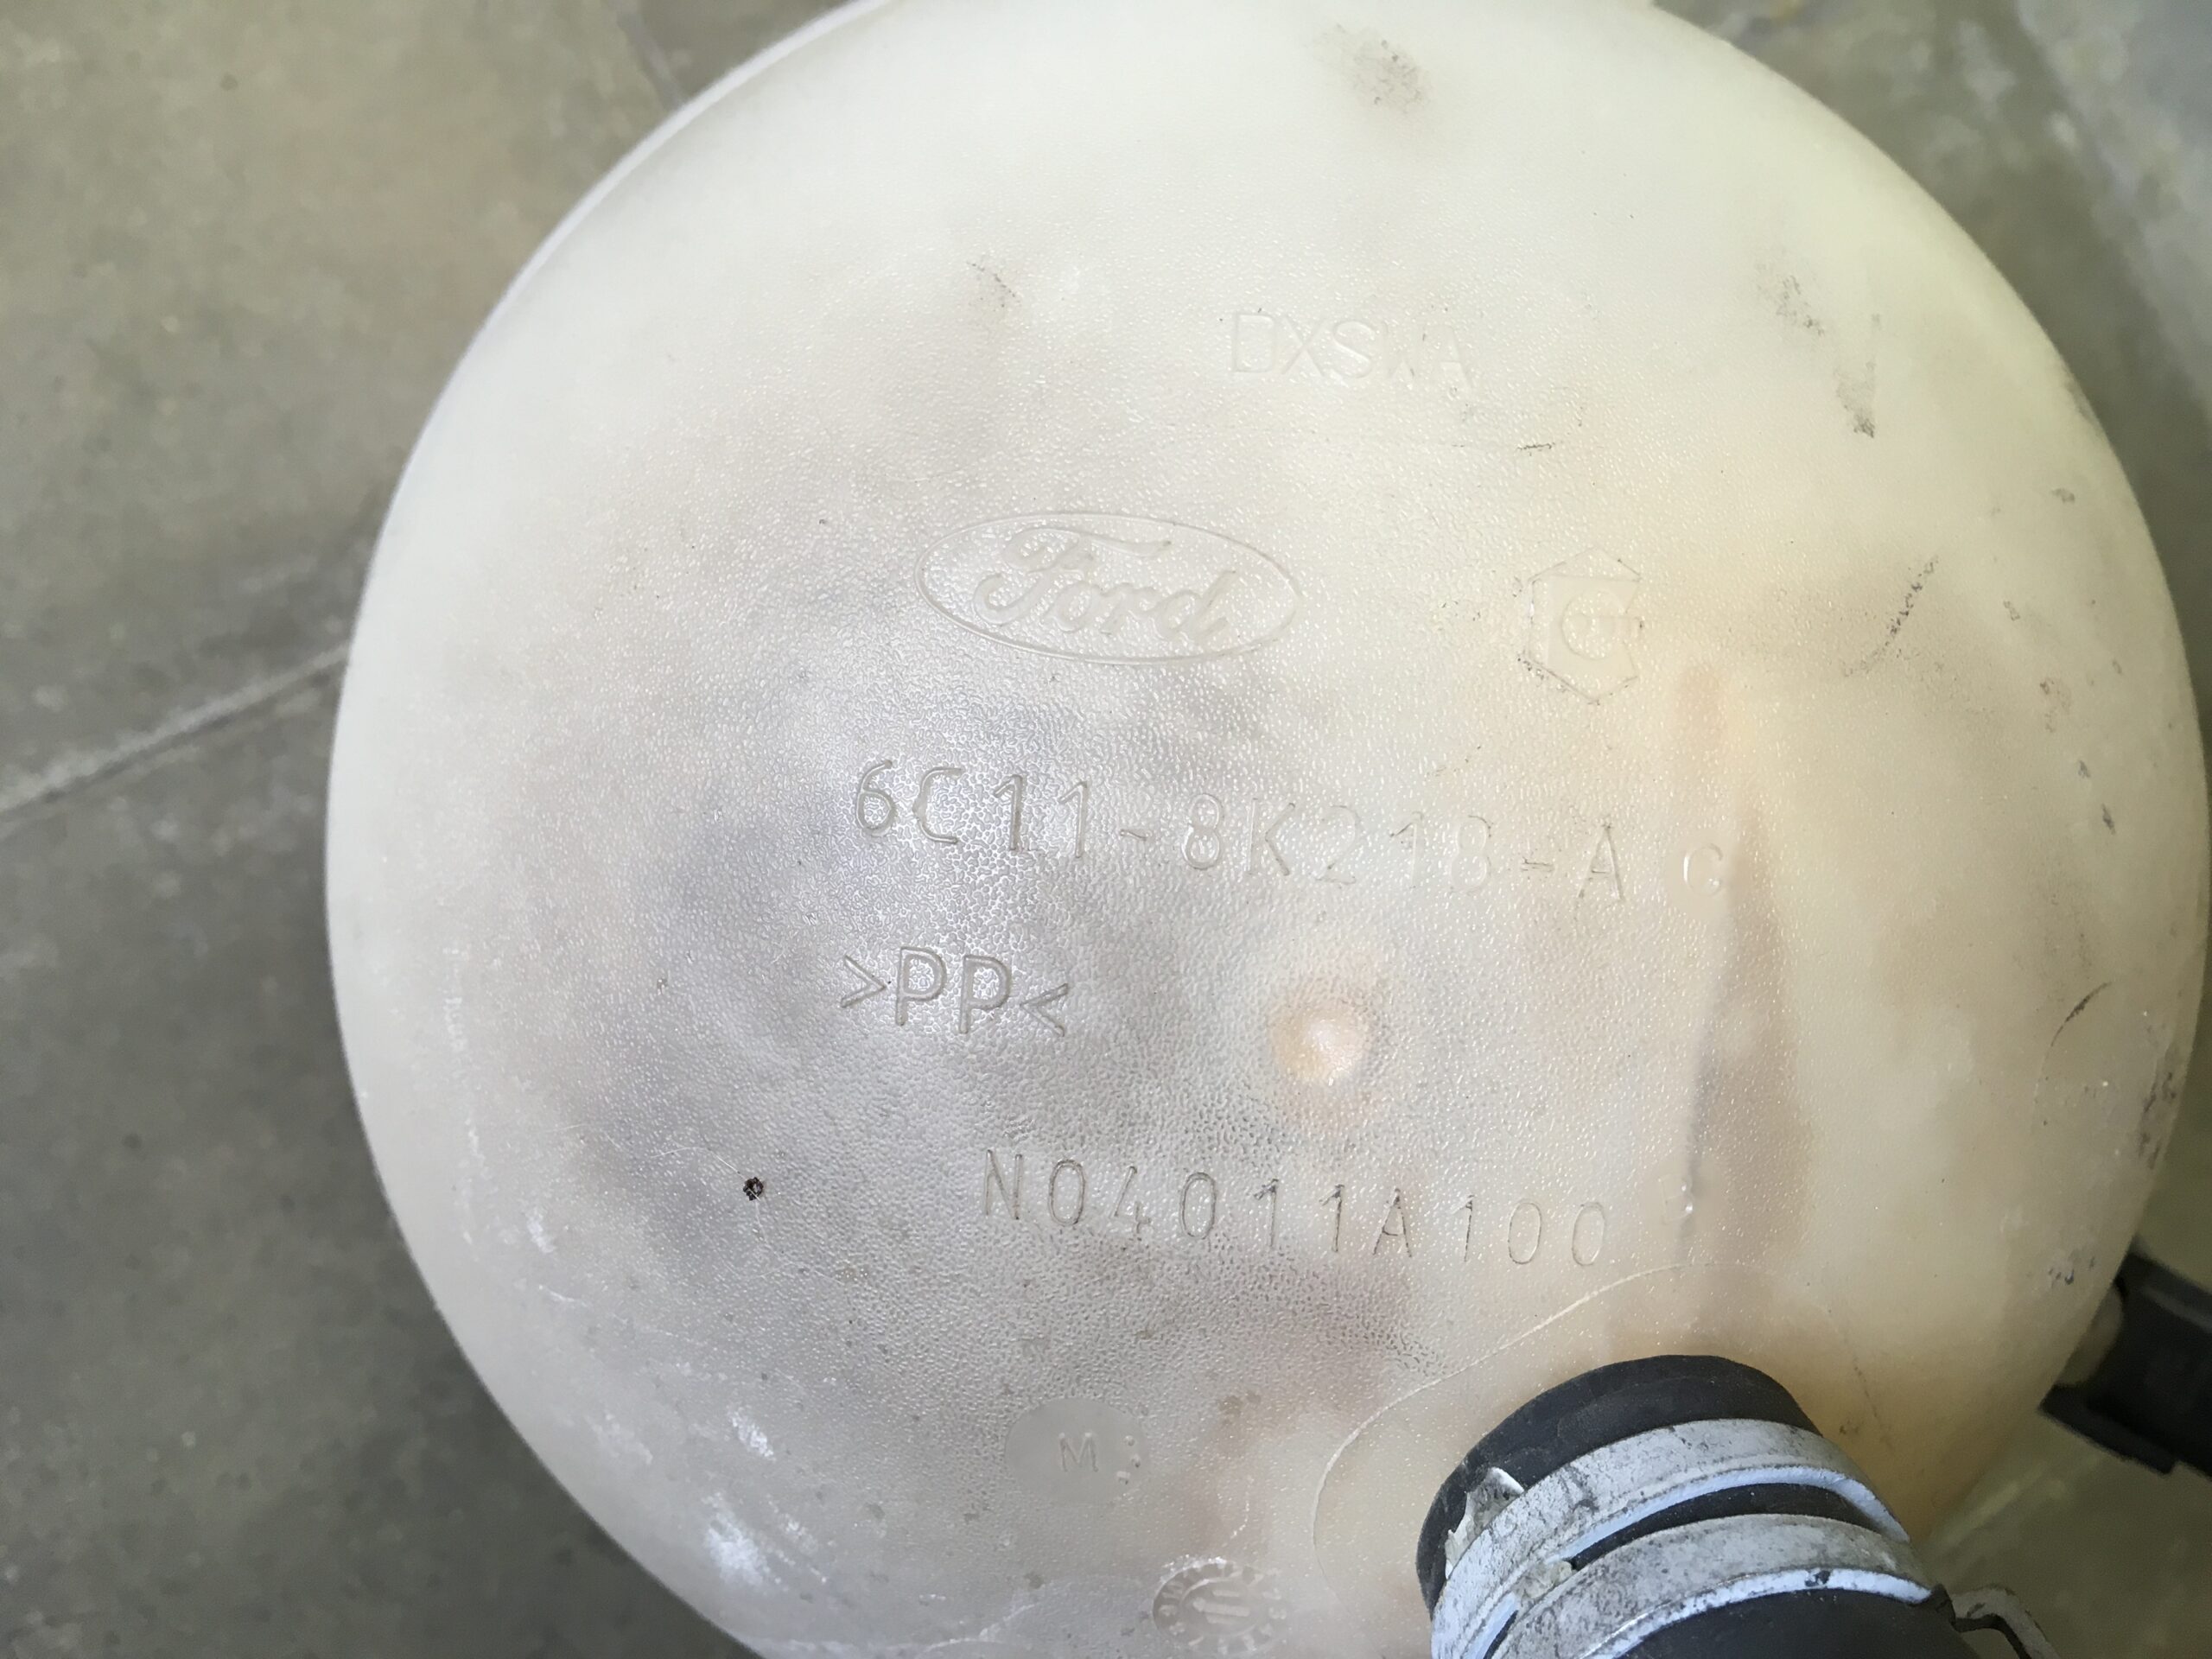 DXSWA
Ford
G
6C11-8K218-A C
>PP<
N04011A100
M